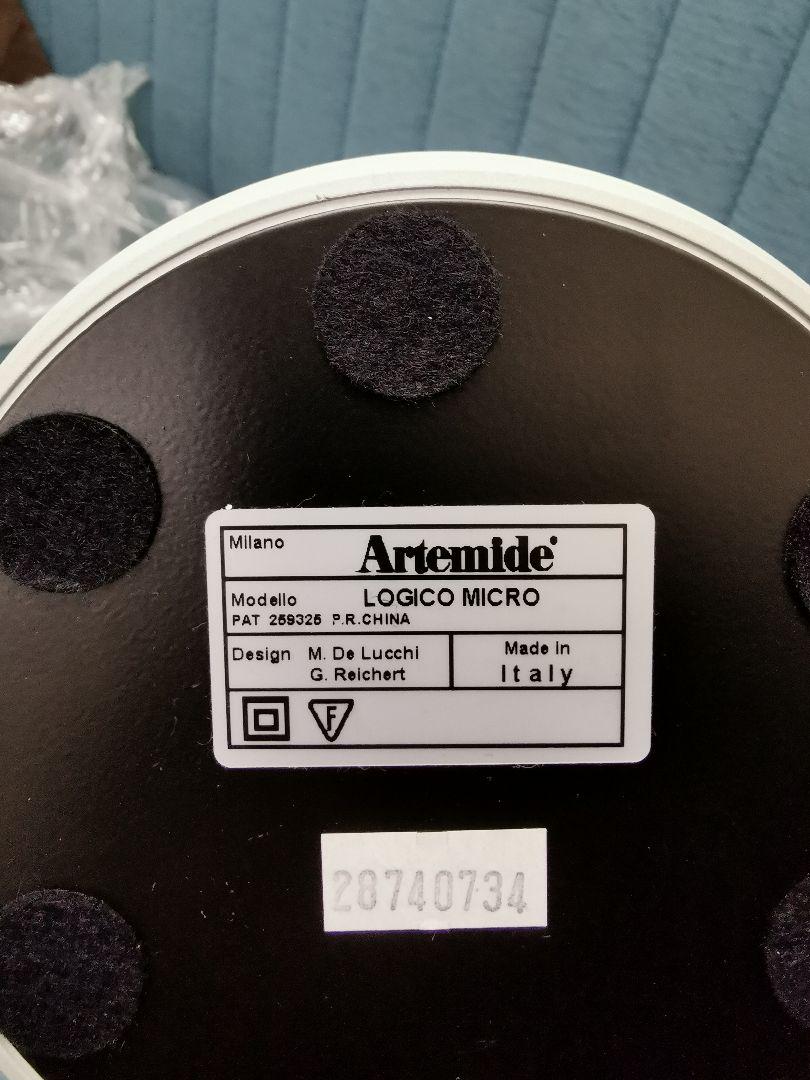 Milano Artemide
Modello LOGICO MICRO
PAT 259325 P.R.CHINA
Design M. De Lucchi
G. Reichert
Made in
Italy
F
28740734